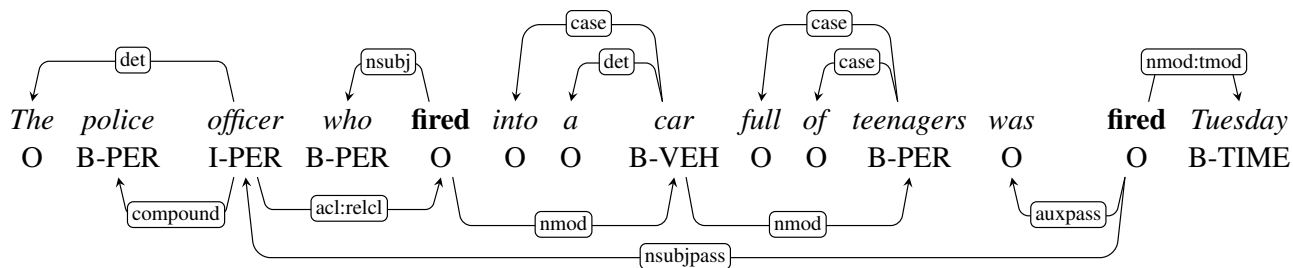 case case
det nsubj det case nmod:tmod
The police officer who fired into a car full of teenagers was fired Tuesday
O B-PER I-PER B-PER O O O B-VEH O O B-PER O O B-TIME
compound acl:relcl nmod nmod auxpass
nsubjpass